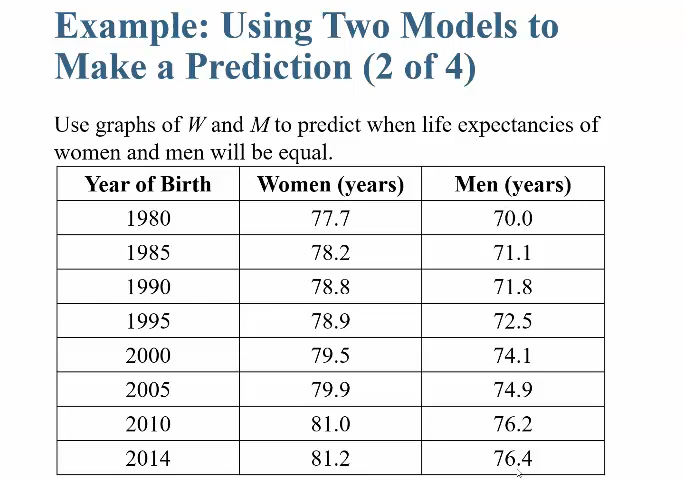 Example: Using Two Models to
Make a Prediction (2 of 4)
Use graphs of W and M to predict when life expectancies of
women and men will be equal.
Year of Birth Women (years) Men (years)
1980 77.7 70.0
1985 78.2 71.1
1990 78.8 71.8
1995 78.9 72.5
2000 79.5 74.1
2005 79.9 74.9
2010 81.0 76.2
2014 81.2 76.4